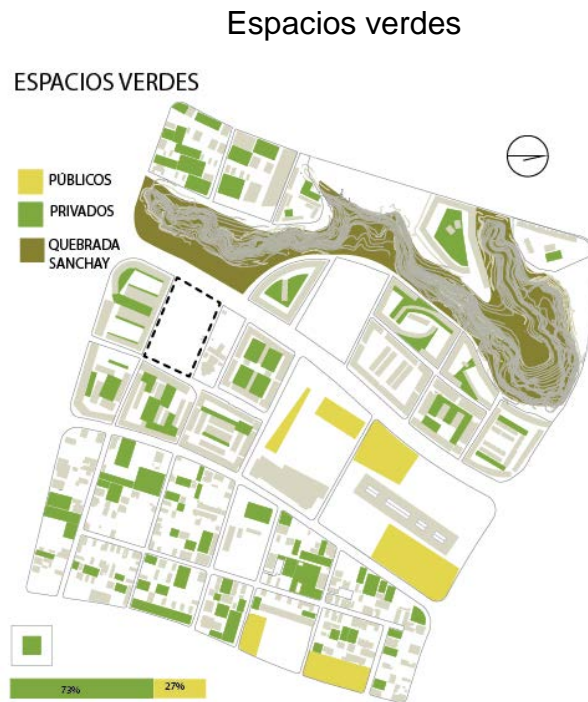 Espacios verdes
ESPACIOS VERDES
PÚBLICOS
PRIVADOS
QUEBRADA
SANCHAY
73%
27%